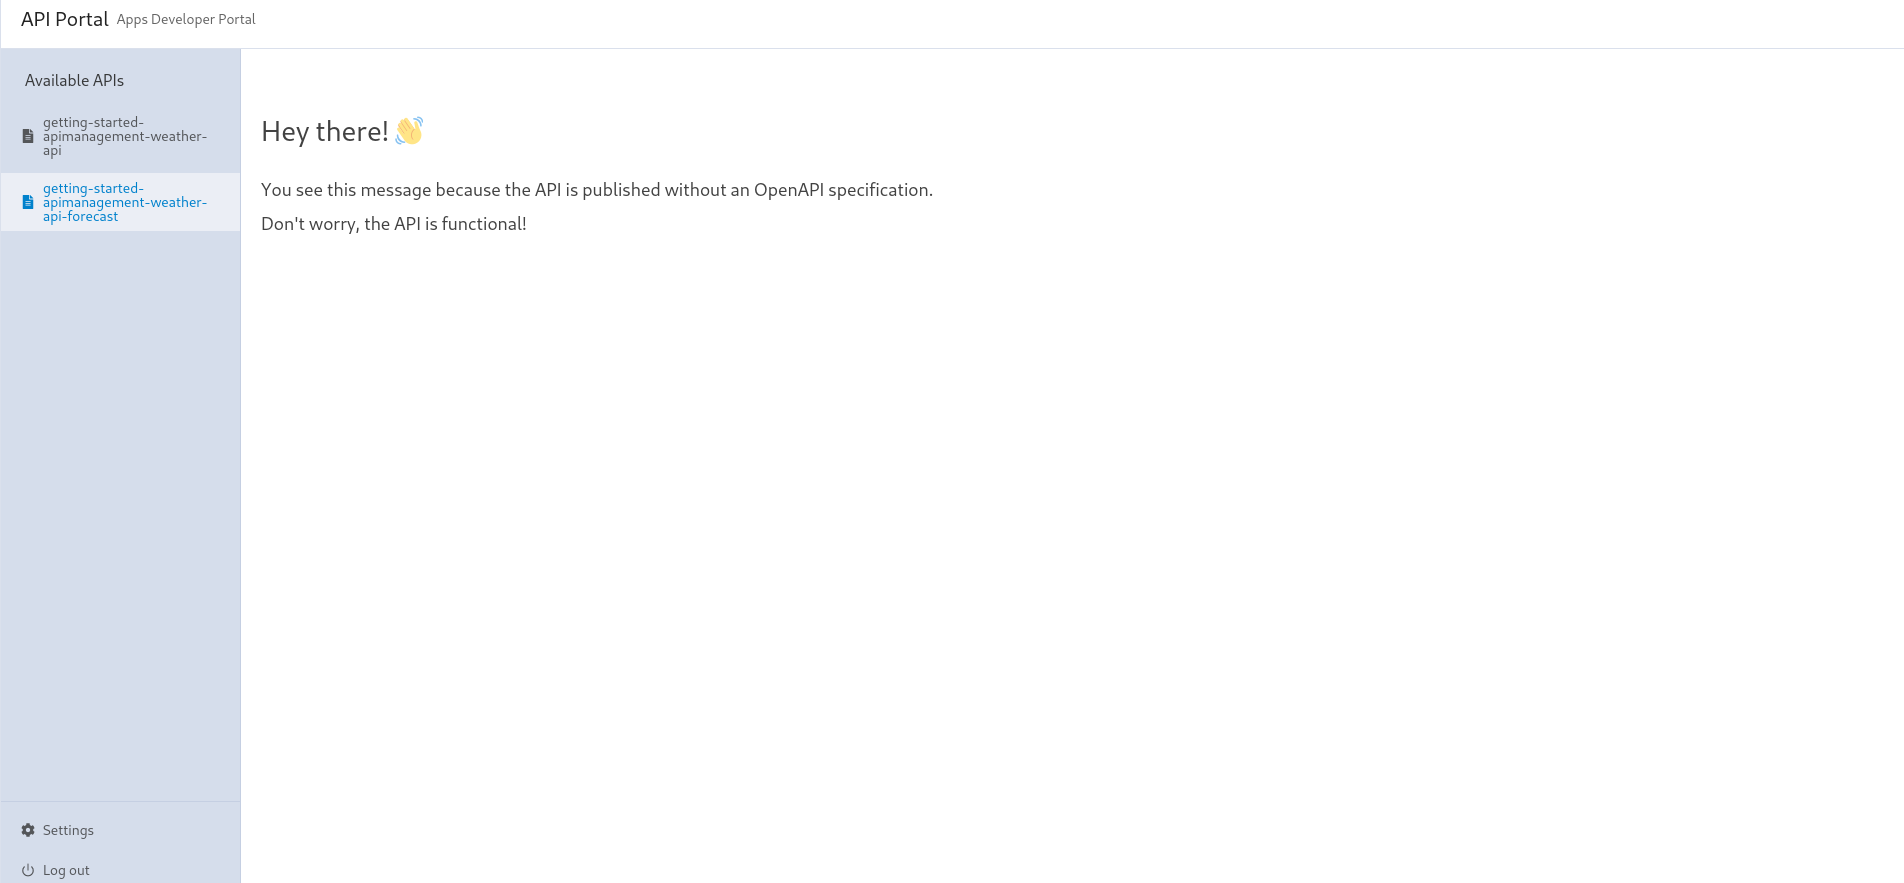 API Portal Apps Developer Portal
Available APIs
getting-started-
apimanagement-weather-
api
getting-started-
apimanagement-weather-
api-forecast
Settings
Log out
Hey there! 👋
You see this message because the API is published without an OpenAPI specification.
Don't worry, the API is functional!